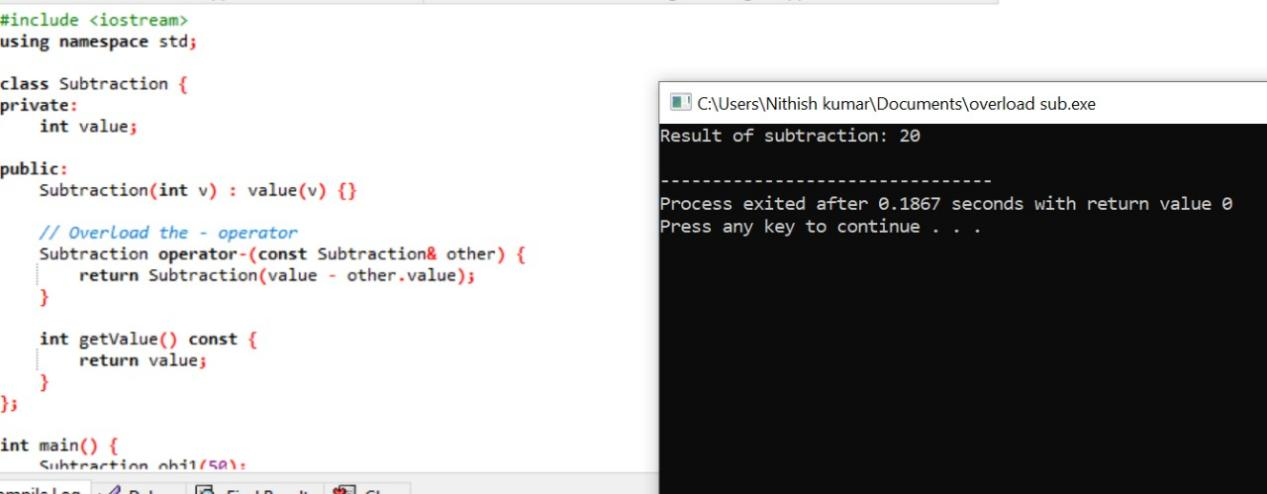 #include <iostream>
using namespace std;
class Subtraction {
private:
int value;
public:
Subtraction(int v) : value(v) {}
// Overload the - operator
Subtraction operator-(const Subtraction& other) {
return Subtraction(value - other.value);
}
int getValue() const {
return value;
}
};
int main() {
Subtraction obj1(50);
C:\Users\Nithish kumar\Documents\overload sub.exe
Result of subtraction: 20
--------------------------------
Process exited after 0.1867 seconds with return value 0
Press any key to continue . . .